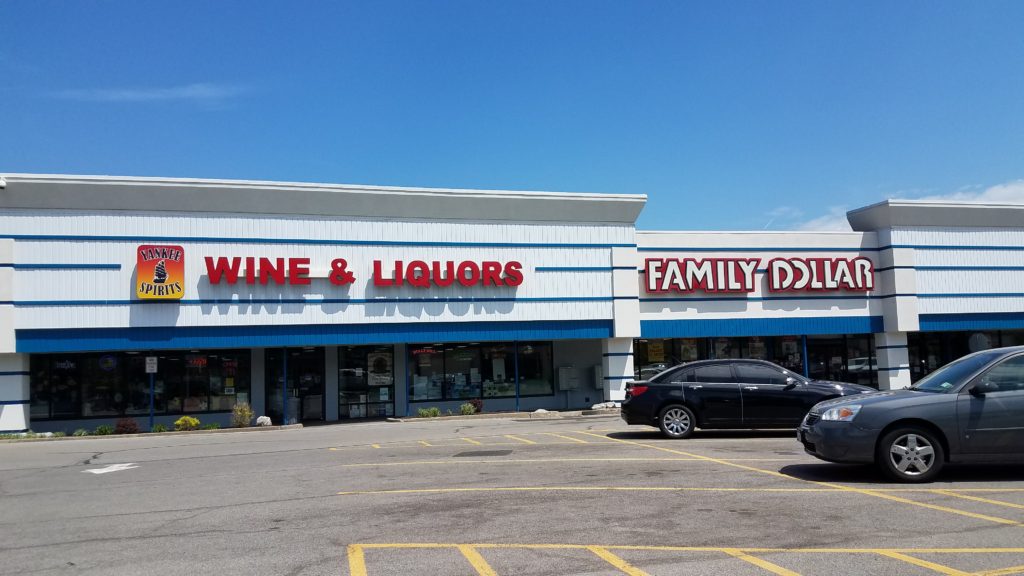 YANKEE
SPIRITS
WINE & LIQUORS
FAMILY DOLLAR